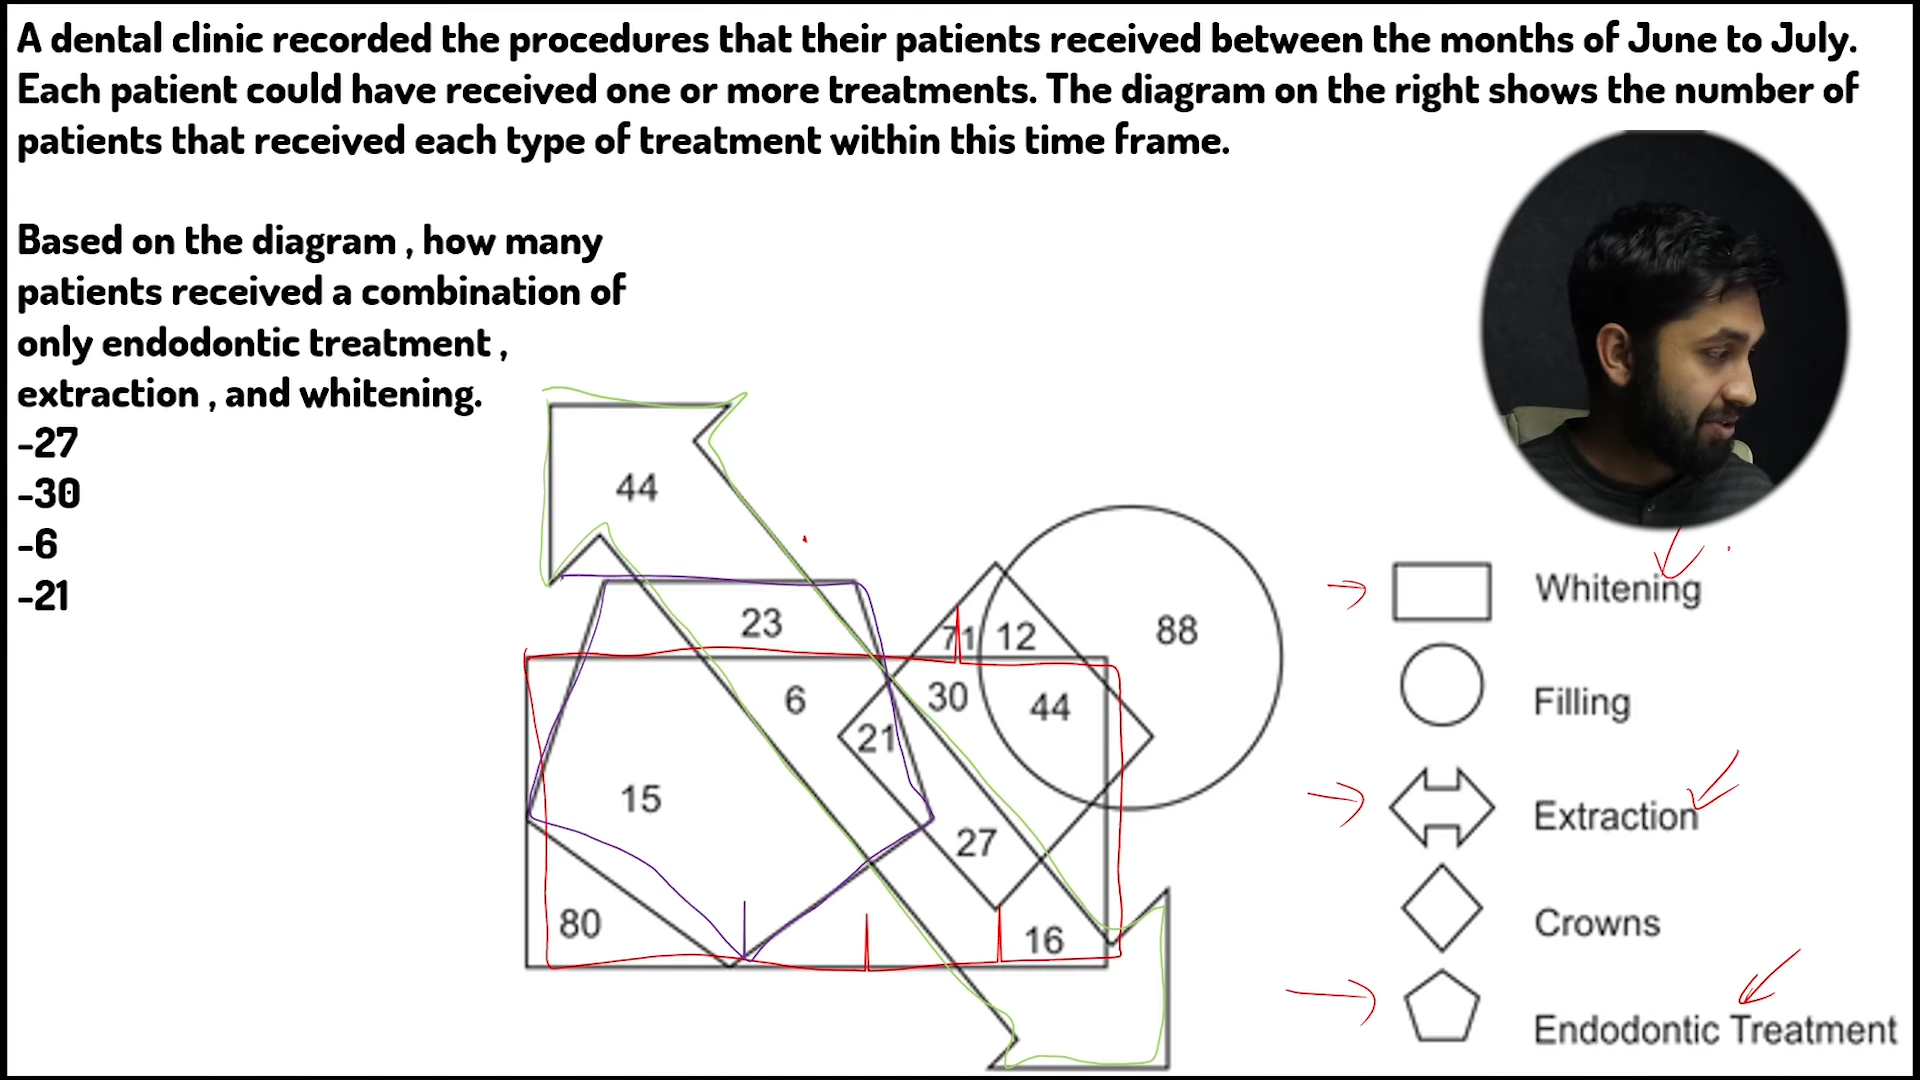 A dental clinic recorded the procedures that their patients received between the months of June to July.
Each patient could have received one or more treatments. The diagram on the right shows the number of
patients that received each type of treatment within this time frame.
Based on the diagram , how many
patients received a combination of
only endodontic treatment ,
extraction , and whitening.
-27
-30
-6
-21
44
23
71
12
88
6
30
44
21
15
27
80
16
Whitening
Filling
Extraction
Crowns
Endodontic Treatment